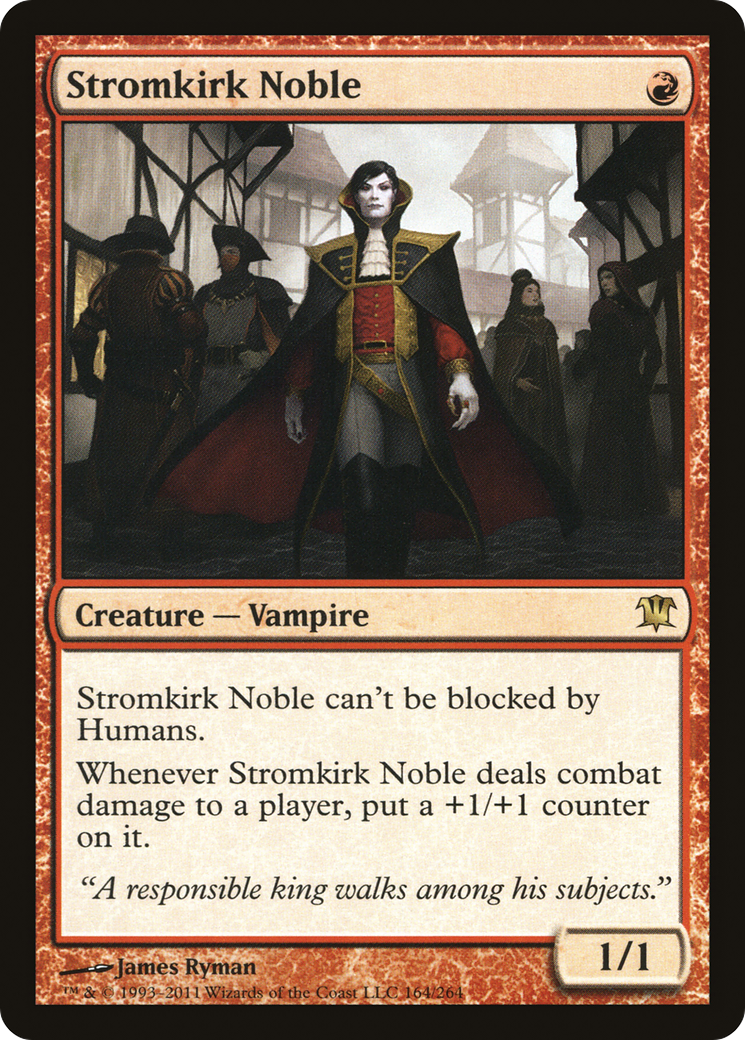 Stromkirk Noble
Creature — Vampire
Stromkirk Noble can't be blocked by
Humans.
Whenever Stromkirk Noble deals combat
damage to a player, put a +1/+1 counter
on it.
“A responsible king walks among his subjects.”
1/1
James Ryman
™ & © 1993–2011 Wizards of the Coast LLC 164/264